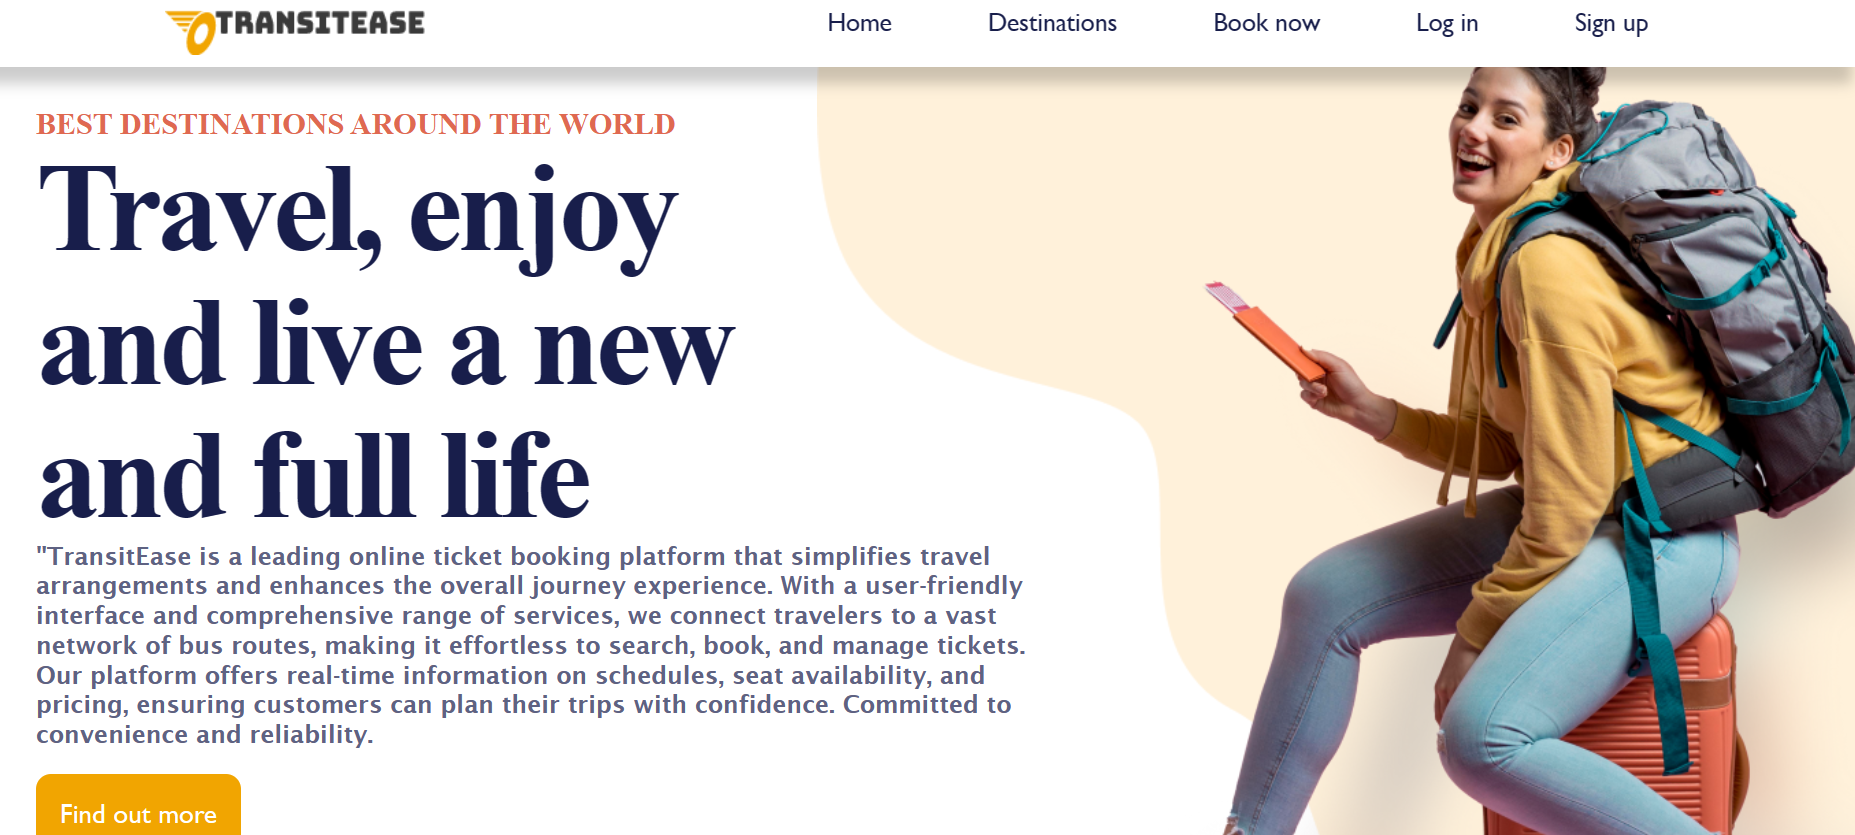 TRANSITEASE
Home
Destinations
Book now
Log in
Sign up
BEST DESTINATIONS AROUND THE WORLD
Travel, enjoy
and live a new
and full life
"TransitEase is a leading online ticket booking platform that simplifies travel
arrangements and enhances the overall journey experience. With a user-friendly
interface and comprehensive range of services, we connect travelers to a vast
network of bus routes, making it effortless to search, book, and manage tickets.
Our platform offers real-time information on schedules, seat availability, and
pricing, ensuring customers can plan their trips with confidence. Committed to
convenience and reliability.
Find out more